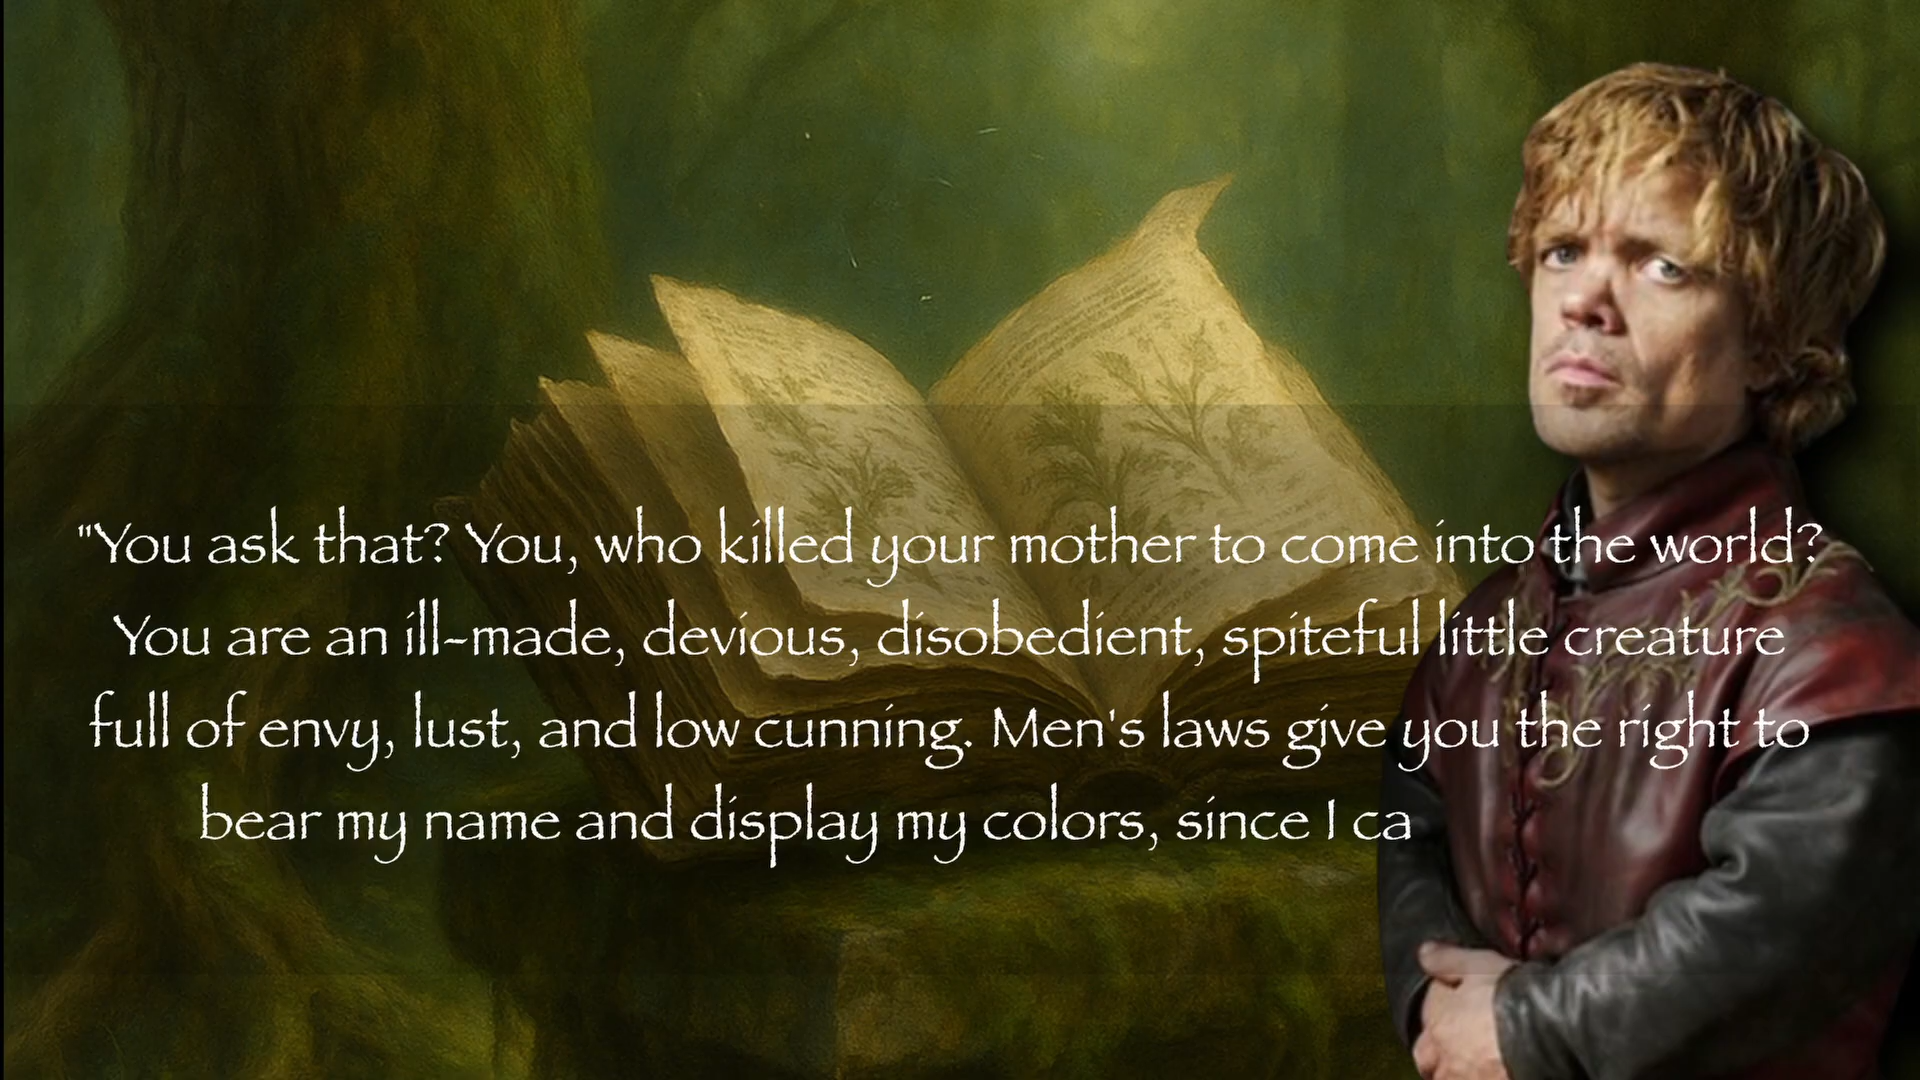 "You ask that? You, who killed your mother to come into the world?
You are an ill-made, devious, disobedient, spiteful little creature
full of envy, lust, and low cunning. Men's laws give you the right to
bear my name and display my colors, since I ca